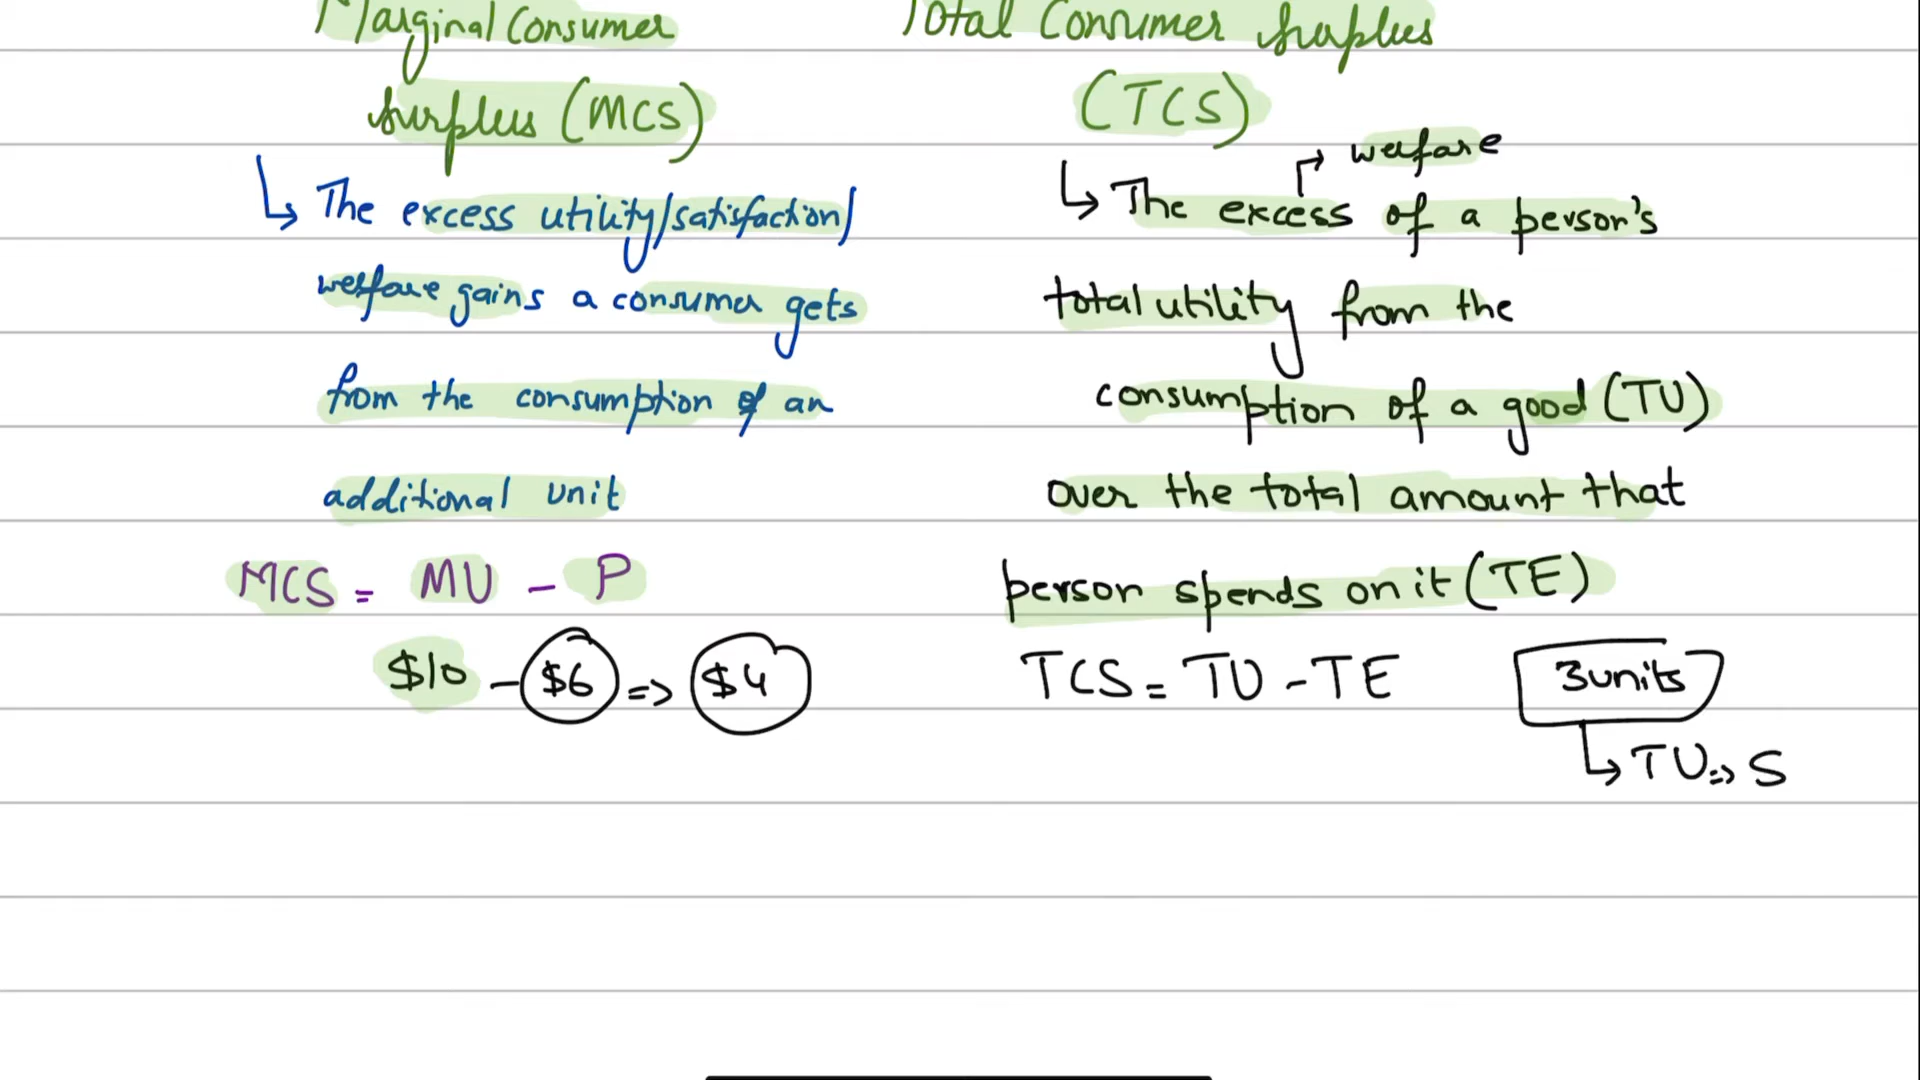 Marginal Consumer
Surplus (MCS)
The excess utility/satisfaction/
welfare gains a consumer gets
from the consumption of an
additional unit
MCS = MU - P
$10 - $6 => $4
Total Consumer Surplus
(TCS)
welfare
The excess of a person's
total utility from the
consumption of a good (TU)
over the total amount that
person spends on it (TE)
TCS = TU - TE
3units
TU => S